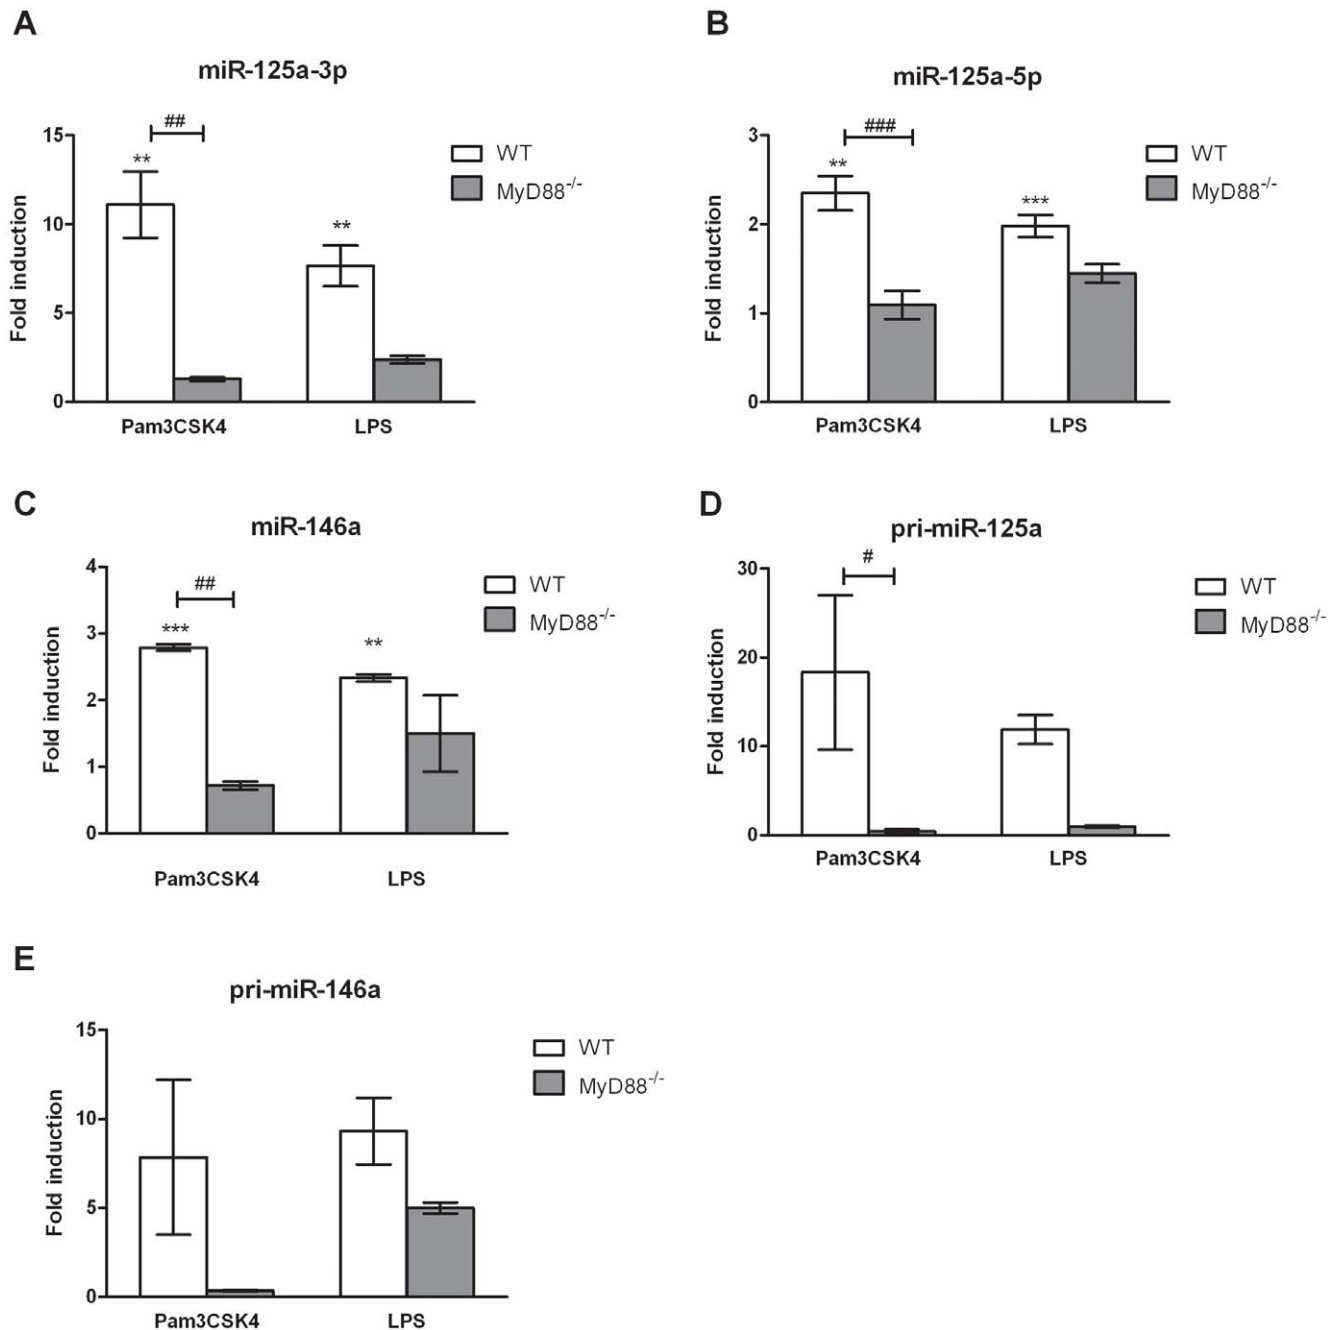 A
miR-125a-3p
##
**
**
15
10
5
0
Fold induction
Pam3CSK4 LPS
WT
MyD88-/-
B
miR-125a-5p
###
**
***
3
2
1
0
Fold induction
Pam3CSK4 LPS
WT
MyD88-/-
C
miR-146a
##
***
**
4
3
2
1
0
Fold induction
Pam3CSK4 LPS
WT
MyD88-/-
D
pri-miR-125a
#
30
20
10
0
Fold induction
Pam3CSK4 LPS
WT
MyD88-/-
E
pri-miR-146a
15
10
5
0
Fold induction
Pam3CSK4 LPS
WT
MyD88-/-